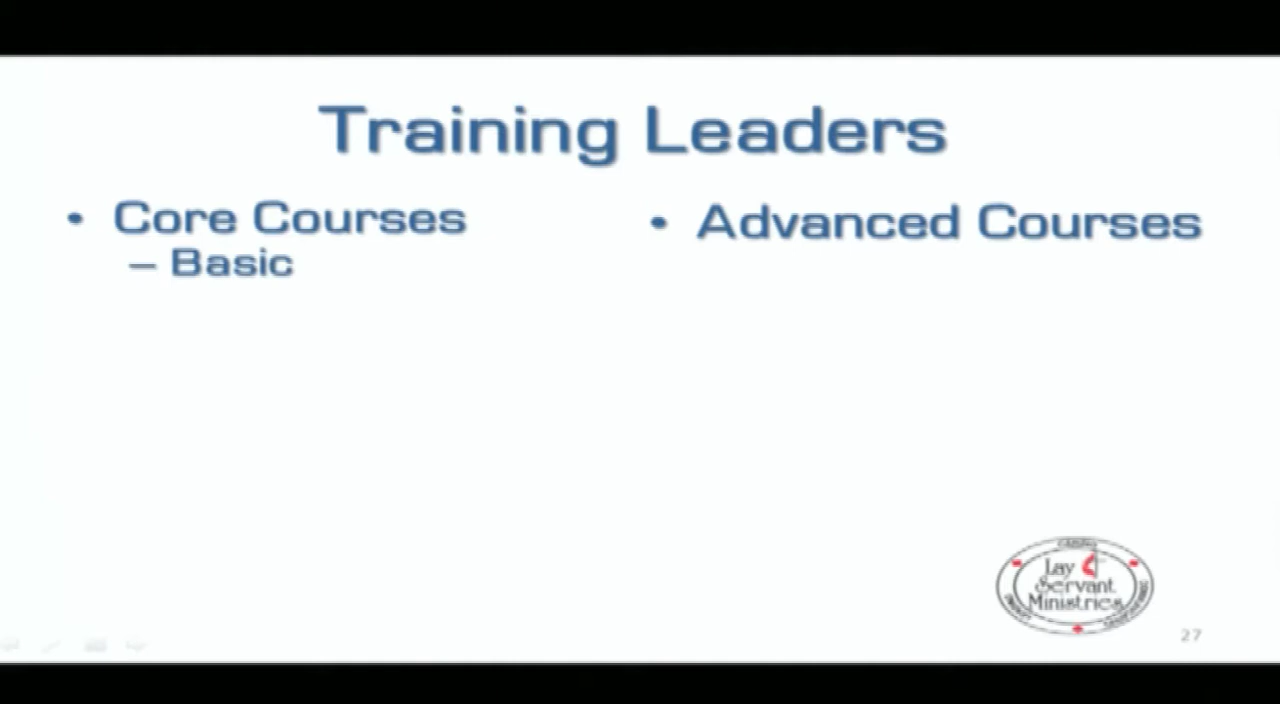 Training Leaders
• Core Courses
– Basic
• Advanced Courses
Lay
Servant
Ministries
27